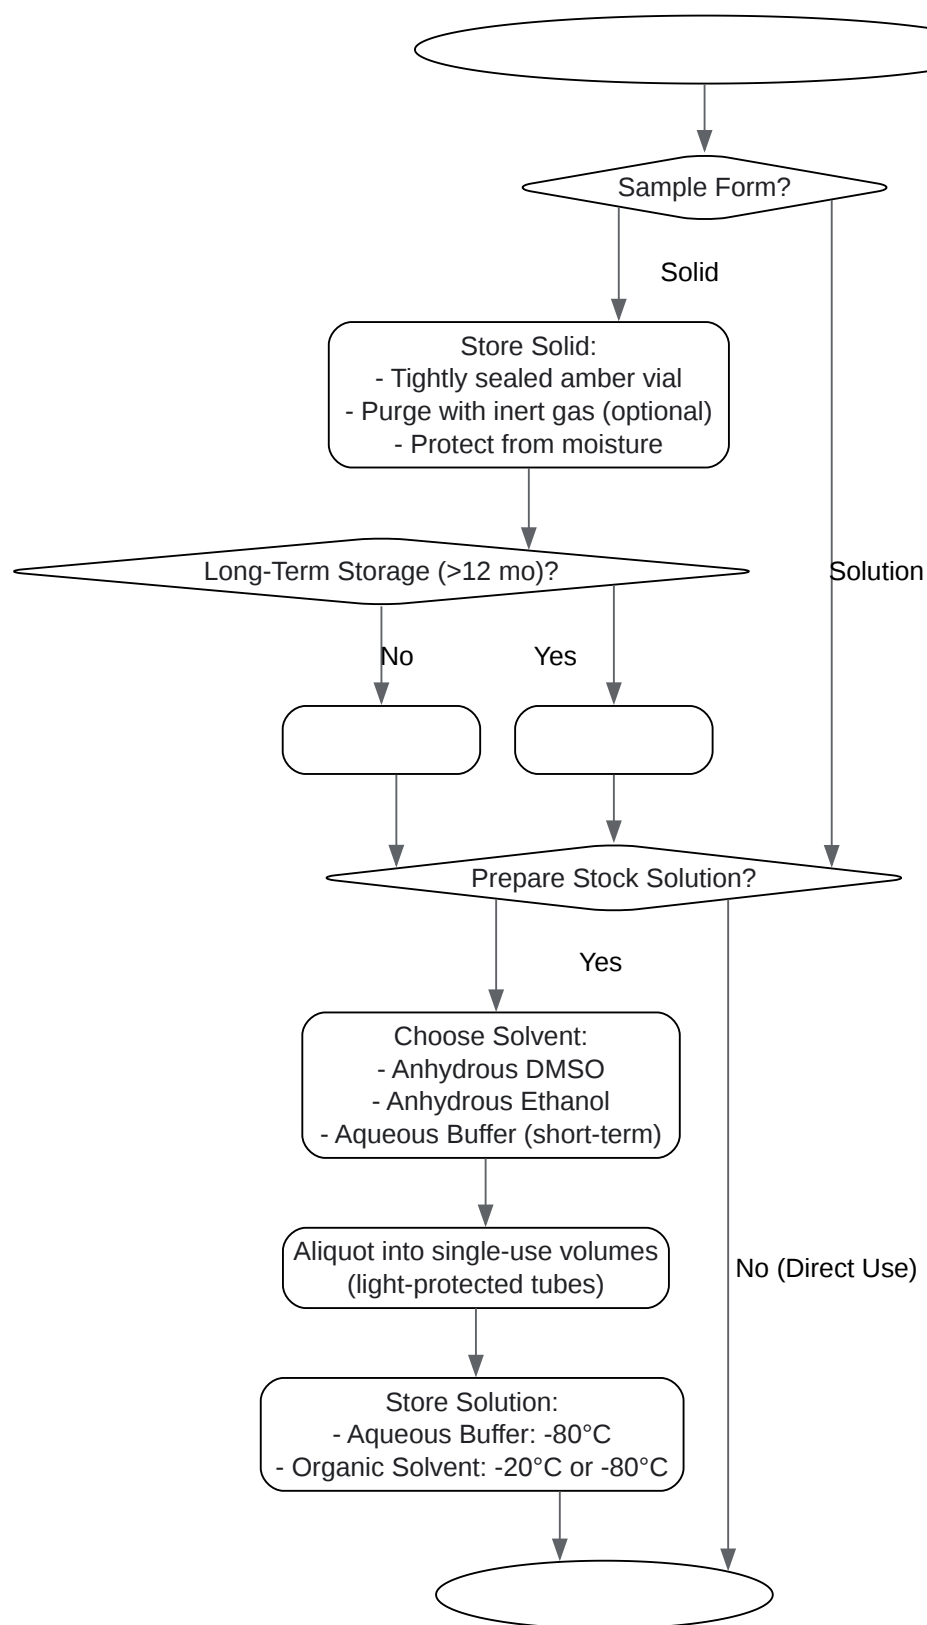 Sample Form?
Solid
Store Solid:
- Tightly sealed amber vial
- Purge with inert gas (optional)
- Protect from moisture
Long-Term Storage (>12 mo)?
Solution
No
Yes
Prepare Stock Solution?
Yes
Choose Solvent:
- Anhydrous DMSO
- Anhydrous Ethanol
- Aqueous Buffer (short-term)
Aliquot into single-use volumes
(light-protected tubes)
No (Direct Use)
Store Solution:
- Aqueous Buffer: -80°C
- Organic Solvent: -20°C or -80°C